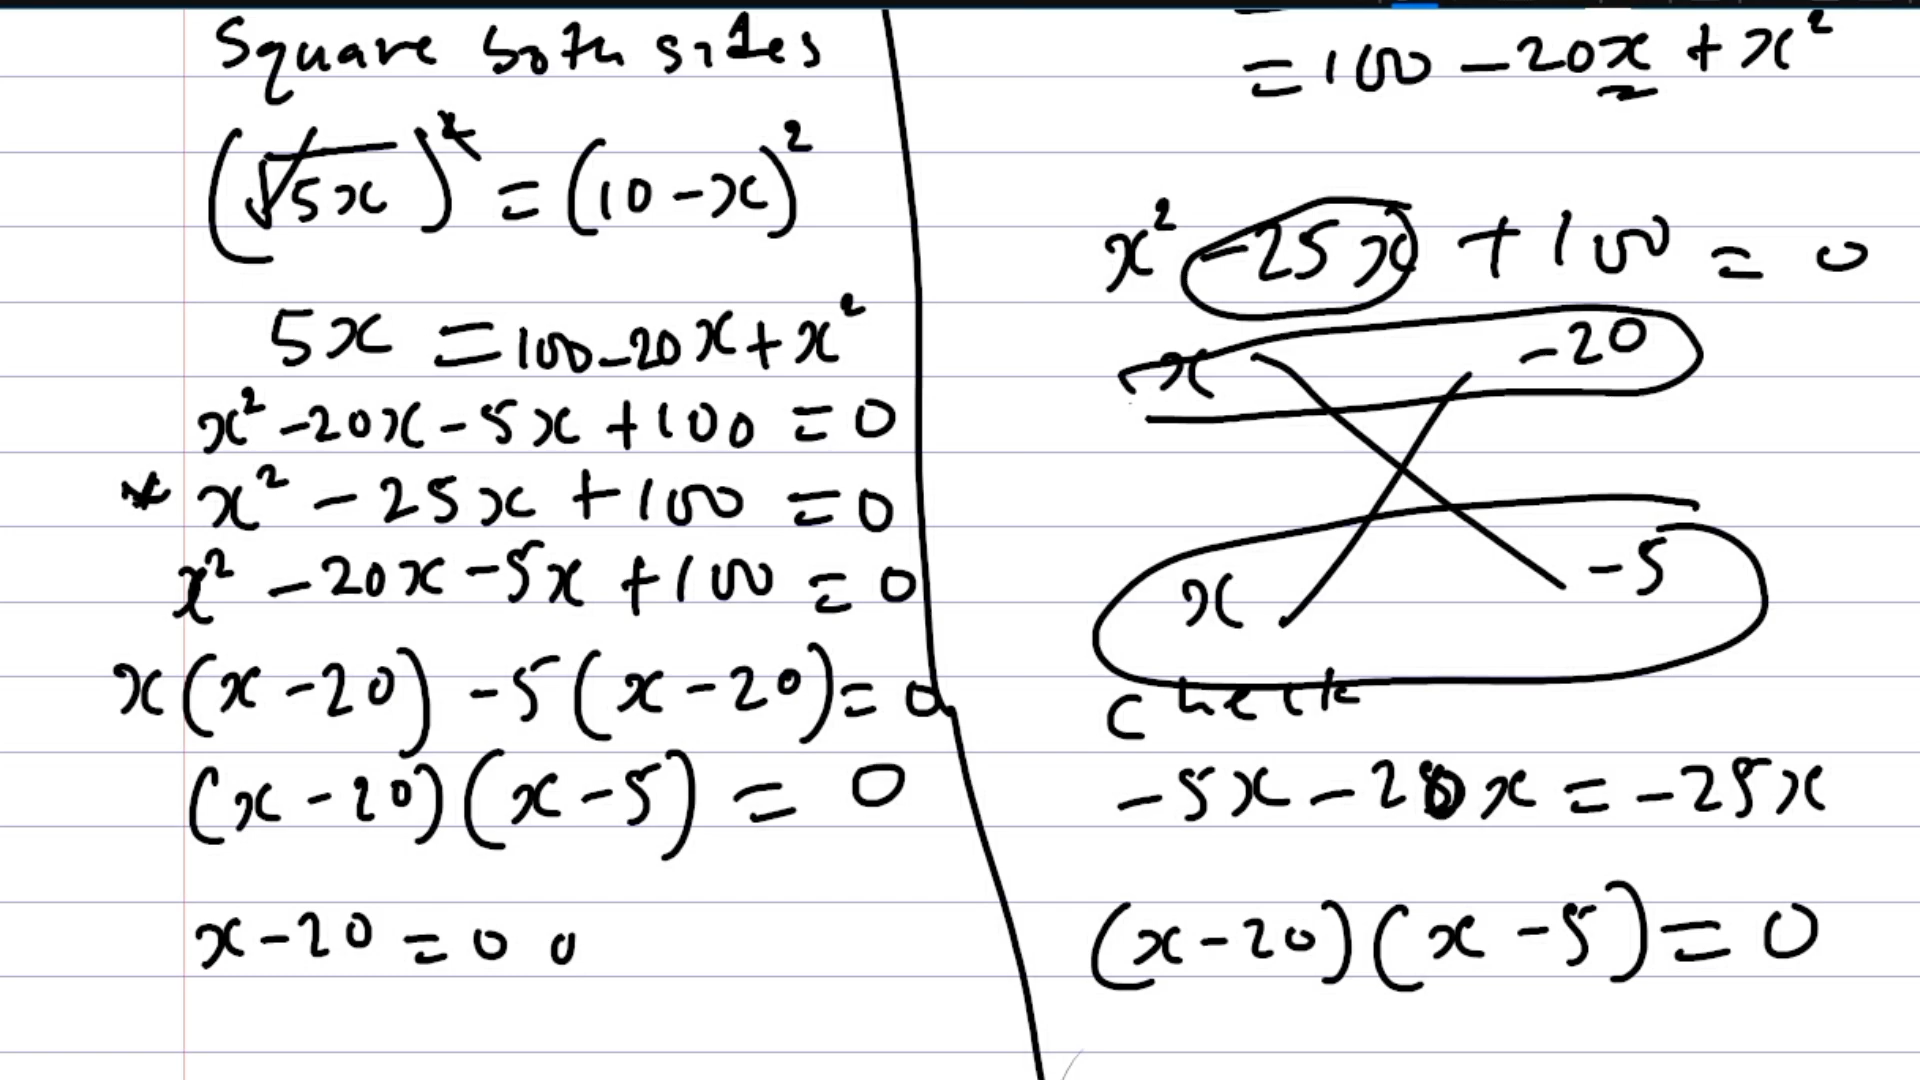 Square both sides
(√5x)² = (10 - x)²
5x = 100 - 20x + x²
x² - 20x - 5x + 100 = 0
* x² - 25x + 100 = 0
x² - 20x - 5x + 100 = 0
x(x - 20) - 5(x - 20) = 0
(x - 20)(x - 5) = 0
x - 20 = 0 0
= 100 - 20x + x²
x² - 25x + 100 = 0
x - 20
x - 5
check
-5x - 20x = -25x
(x - 20)(x - 5) = 0